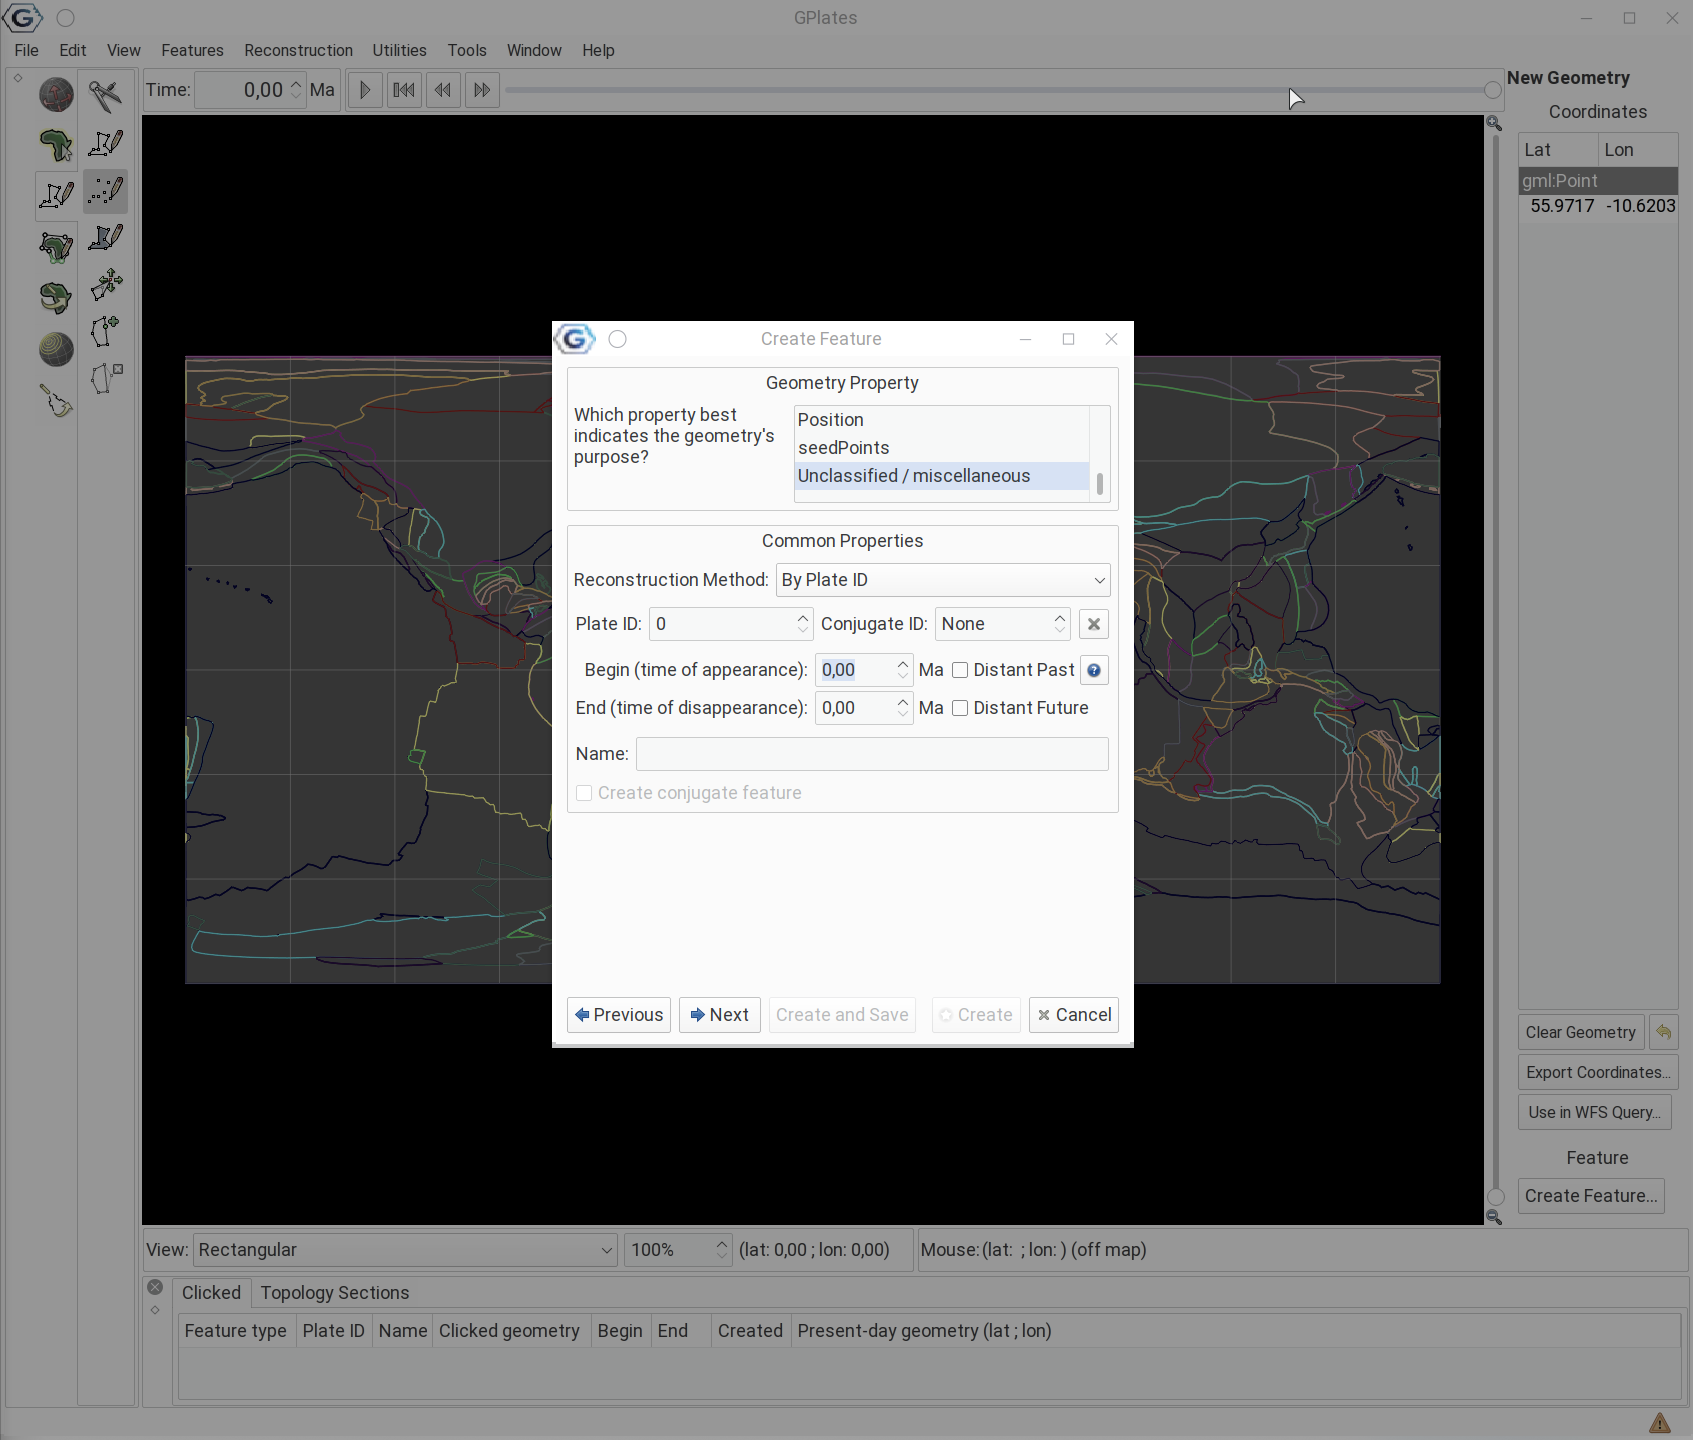 GPlates
File Edit View Features Reconstruction Utilities Tools Window Help
Time: 0,00 Ma
New Geometry
Coordinates
Lat Lon
gml:Point
55.9717 -10.6203
Create Feature
Geometry Property
Which property best
indicates the geometry's
purpose?
Position
seedPoints
Unclassified / miscellaneous
Common Properties
Reconstruction Method: By Plate ID
Plate ID: 0 Conjugate ID: None
Begin (time of appearance): 0,00 Ma Distant Past
End (time of disappearance): 0,00 Ma Distant Future
Name:
Create conjugate feature
Previous Next Create and Save Create Cancel
Clear Geometry
Export Coordinates...
Use in WFS Query...
Feature
Create Feature...
View: Rectangular 100% (lat: 0,00 ; lon: 0,00) Mouse: (lat: ; lon: ) (off map)
Clicked Topology Sections
Feature type Plate ID Name Clicked geometry Begin End Created Present-day geometry (lat ; lon)